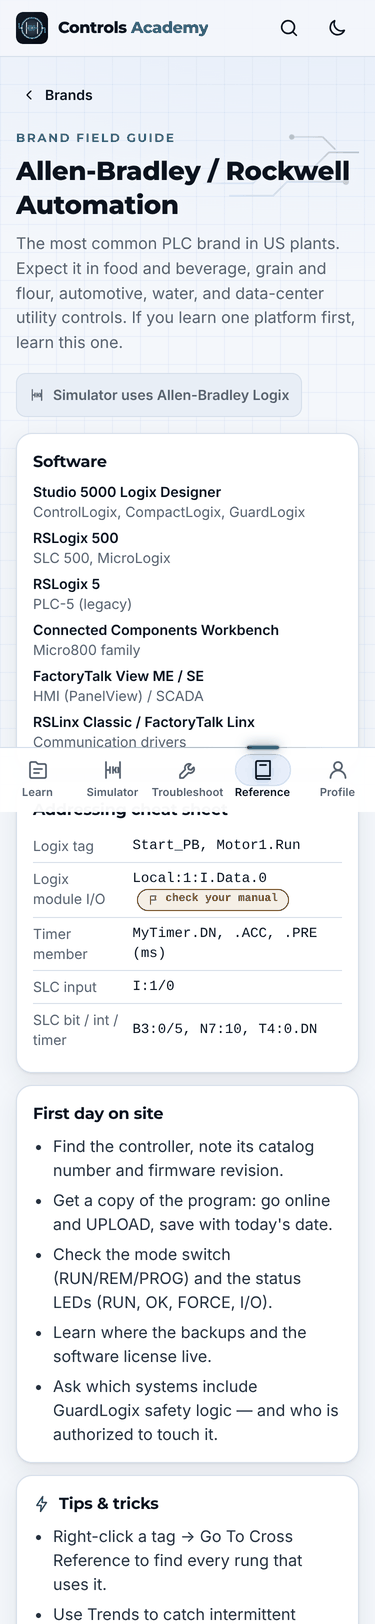 Controls Academy
Brands
BRAND FIELD GUIDE
Allen-Bradley / Rockwell
Automation
The most common PLC brand in US plants.
Expect it in food and beverage, grain and
flour, automotive, water, and data-center
utility controls. If you learn one platform first,
learn this one.
Simulator uses Allen-Bradley Logix
Software
Studio 5000 Logix Designer
ControlLogix, CompactLogix, GuardLogix
RSLogix 500
SLC 500, MicroLogix
RSLogix 5
PLC-5 (legacy)
Connected Components Workbench
Micro800 family
FactoryTalk View ME / SE
HMI (PanelView) / SCADA
RSLinx Classic / FactoryTalk Linx
Communication drivers
Learn
Simulator
Troubleshoot
Reference
Profile
Addressing cheat sheet
Logix tag
Start_PB, Motor1.Run
Logix
module I/O
Local:1:I.Data.0
check your manual
Timer
member
MyTimer.DN, .ACC, .PRE
(ms)
SLC input
I:1/0
SLC bit / int /
timer
B3:0/5, N7:10, T4:0.DN
First day on site
• Find the controller, note its catalog
number and firmware revision.
• Get a copy of the program: go online
and UPLOAD, save with today's date.
• Check the mode switch
(RUN/REM/PROG) and the status
LEDs (RUN, OK, FORCE, I/O).
• Learn where the backups and the
software license live.
• Ask which systems include
GuardLogix safety logic — and who is
authorized to touch it.
Tips & tricks
• Right-click a tag → Go To Cross
Reference to find every rung that
uses it.
• Use Trends to catch intermittent